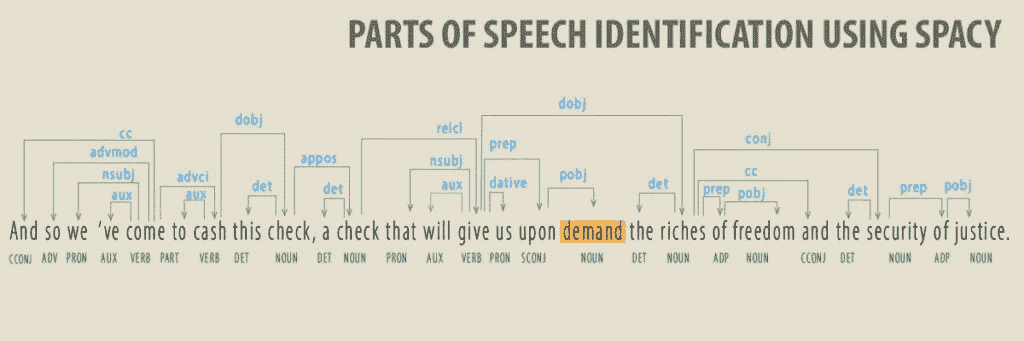 PARTS OF SPEECH IDENTIFICATION USING SPACY
dobj
dobj
cc relcl conj
advmod appos prep
nsubj advcl nsubj pobj cc
aux aux det det aux dative det prep pobj det prep pobj
And so we 've come to cash this check, a check that will give us upon demand the riches of freedom and the security of justice.
CCONJ ADV PRON AUX VERB PART VERB DET NOUN DET NOUN PRON AUX VERB PRON SCONJ NOUN DET NOUN ADP NOUN CCONJ DET NOUN ADP NOUN